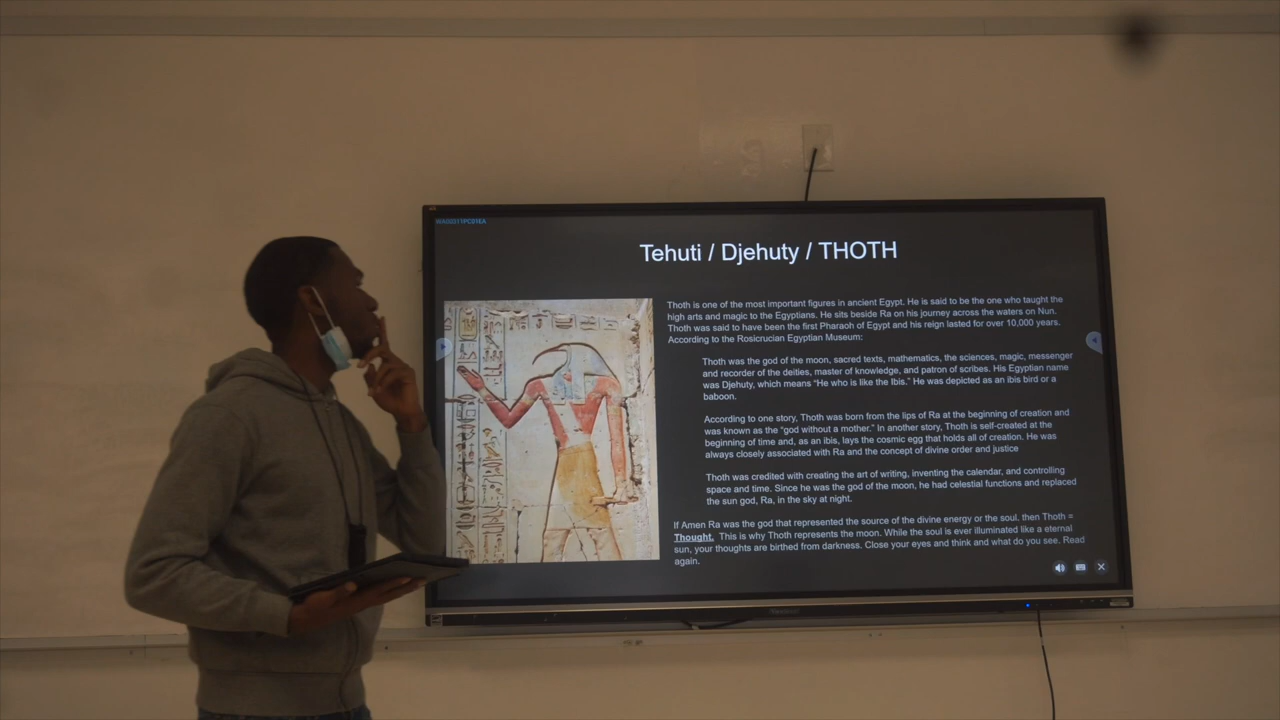 WA00311PC01EA
Tehuti / Djehuty / THOTH
Thoth is one of the most important figures in ancient Egypt. He is said to be the one who taught the
high arts and magic to the Egyptians. He sits beside Ra on his journey across the waters on Nun.
Thoth was said to have been the first Pharaoh of Egypt and his reign lasted for over 10,000 years.
According to the Rosicrucian Egyptian Museum:
Thoth was the god of the moon, sacred texts, mathematics, the sciences, magic, messenger
and recorder of the deities, master of knowledge, and patron of scribes. His Egyptian name
was Djehuty, which means “He who is like the Ibis.” He was depicted as an ibis bird or a
baboon.
According to one story, Thoth was born from the lips of Ra at the beginning of creation and
was known as the “god without a mother.” In another story, Thoth is self-created at the
beginning of time and, as an ibis, lays the cosmic egg that holds all of creation. He was
always closely associated with Ra and the concept of divine order and justice
Thoth was credited with creating the art of writing, inventing the calendar, and controlling
space and time. Since he was the god of the moon, he had celestial functions and replaced
the sun god, Ra, in the sky at night.
If Amen Ra was the god that represented the source of the divine energy or the soul. then Thoth =
Thought. This is why Thoth represents the moon. While the soul is ever illuminated like a eternal
sun, your thoughts are birthed from darkness. Close your eyes and think and what do you see. Read
again.